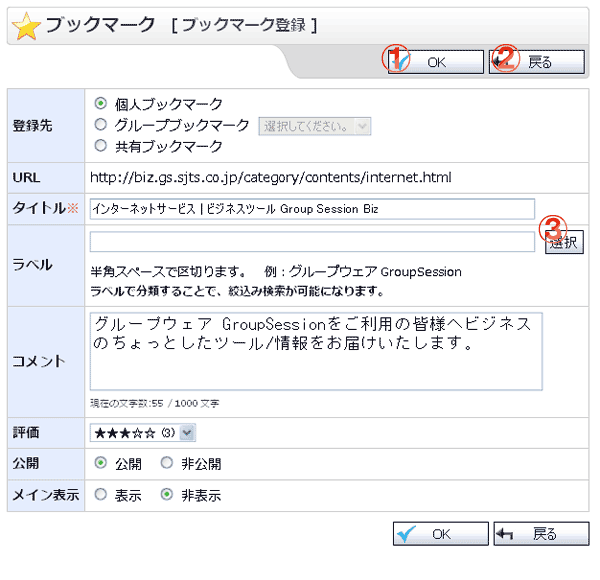 ブックマーク [ ブックマーク登録 ]
① OK ② 戻る
登録先
個人ブックマーク
グループブックマーク 選択してください。
共有ブックマーク
URL http://biz.gs.sjts.co.jp/category/contents/internet.html
タイトル※ インターネットサービス | ビジネスツール Group Session Biz
ラベル ③ 選択
半角スペースで区切ります。 例：グループウェア GroupSession
ラベルで分類することで、絞込み検索が可能になります。
コメント
グループウェア GroupSessionをご利用の皆様へビジネス
のちょっとしたツール/情報をお届けいたします。
現在の文字数:55 / 1000 文字
評価 ★★★☆☆ (3)
公開 公開 非公開
メイン表示 表示 非表示
OK 戻る